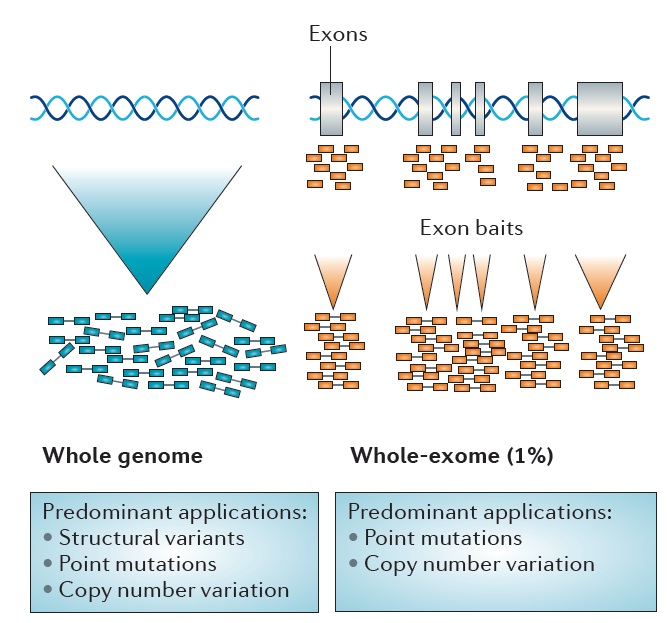 Exons
Exon baits
Whole genome
Whole-exome (1%)
Predominant applications:
• Structural variants
• Point mutations
• Copy number variation
Predominant applications:
• Point mutations
• Copy number variation